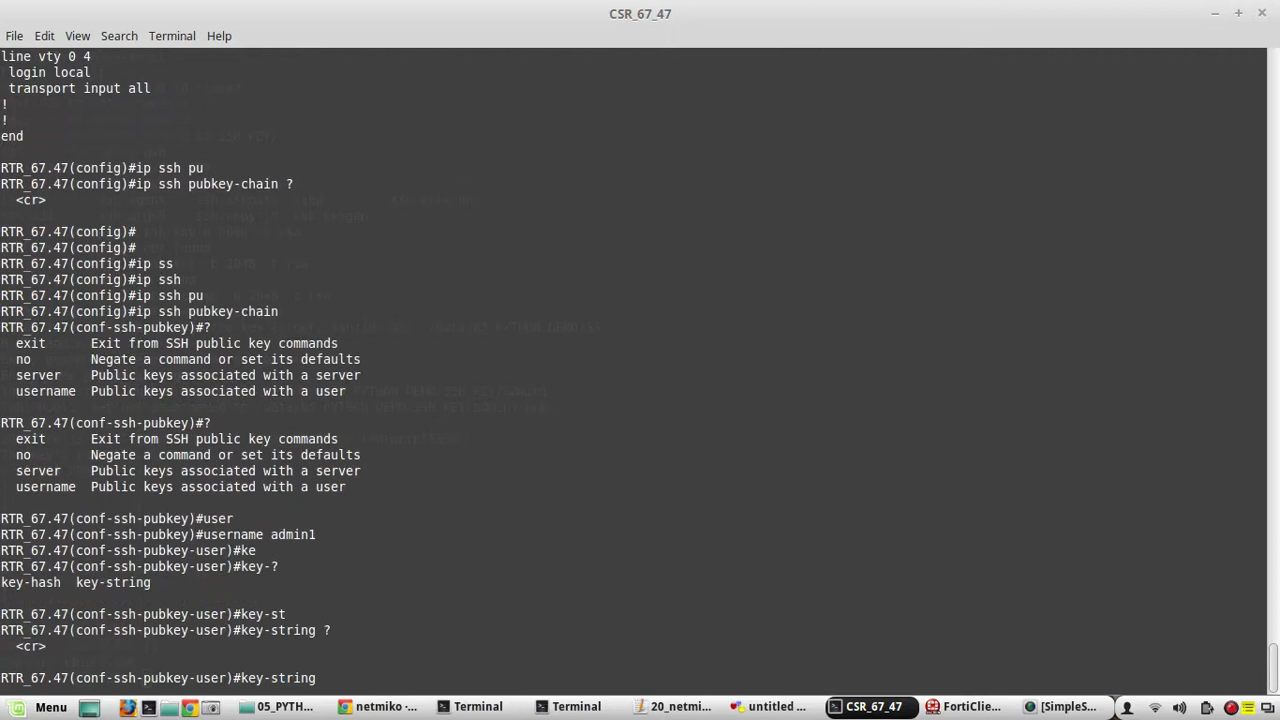 CSR_67_47
File Edit View Search Terminal Help
line vty 0 4
 login local
 transport input all
!
!
end
RTR_67.47(config)#ip ssh pu
RTR_67.47(config)#ip ssh pubkey-chain ?
  <cr>
RTR_67.47(config)#
RTR_67.47(config)#
RTR_67.47(config)#ip ss
RTR_67.47(config)#ip ssh
RTR_67.47(config)#ip ssh pu
RTR_67.47(config)#ip ssh pubkey-chain
RTR_67.47(conf-ssh-pubkey)#?
  exit      Exit from SSH public key commands
  no        Negate a command or set its defaults
  server    Public keys associated with a server
  username  Public keys associated with a user
RTR_67.47(conf-ssh-pubkey)#?
  exit      Exit from SSH public key commands
  no        Negate a command or set its defaults
  server    Public keys associated with a server
  username  Public keys associated with a user
RTR_67.47(conf-ssh-pubkey)#user
RTR_67.47(conf-ssh-pubkey)#username admin1
RTR_67.47(conf-ssh-pubkey-user)#ke
RTR_67.47(conf-ssh-pubkey-user)#key-?
key-hash  key-string
RTR_67.47(conf-ssh-pubkey-user)#key-st
RTR_67.47(conf-ssh-pubkey-user)#key-string ?
  <cr>
RTR_67.47(conf-ssh-pubkey-user)#key-string
Menu 05_PYTH... netmiko -... Terminal Terminal 20_netmi... untitled ... CSR_67_47 FortiClie... [SimpleS...